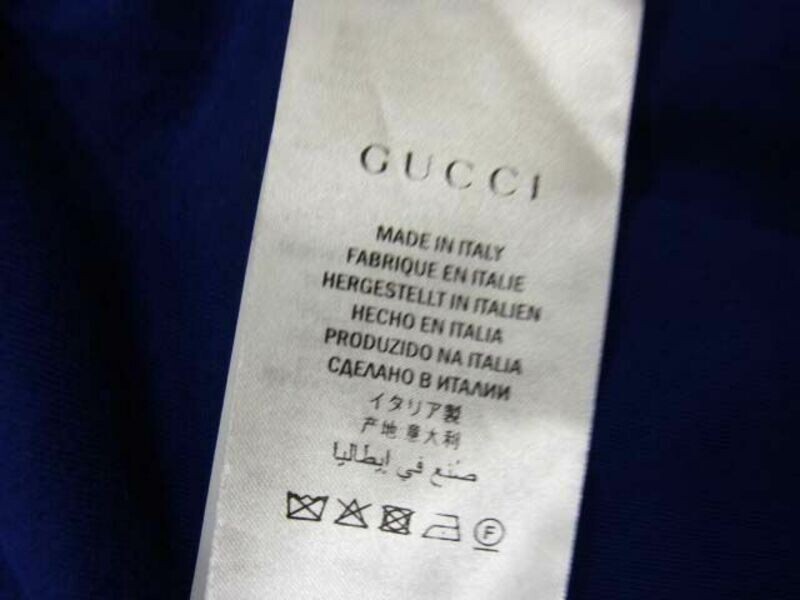 GUCCI
MADE IN ITALY
FABRIQUE EN ITALIE
HERGESTELLT IN ITALIEN
HECHO EN ITALIA
PRODUZIDO NA ITALIA
СДЕЛАНО В ИТАЛИИ
イタリア製
产地 意大利
صُنع في إيطاليا
F